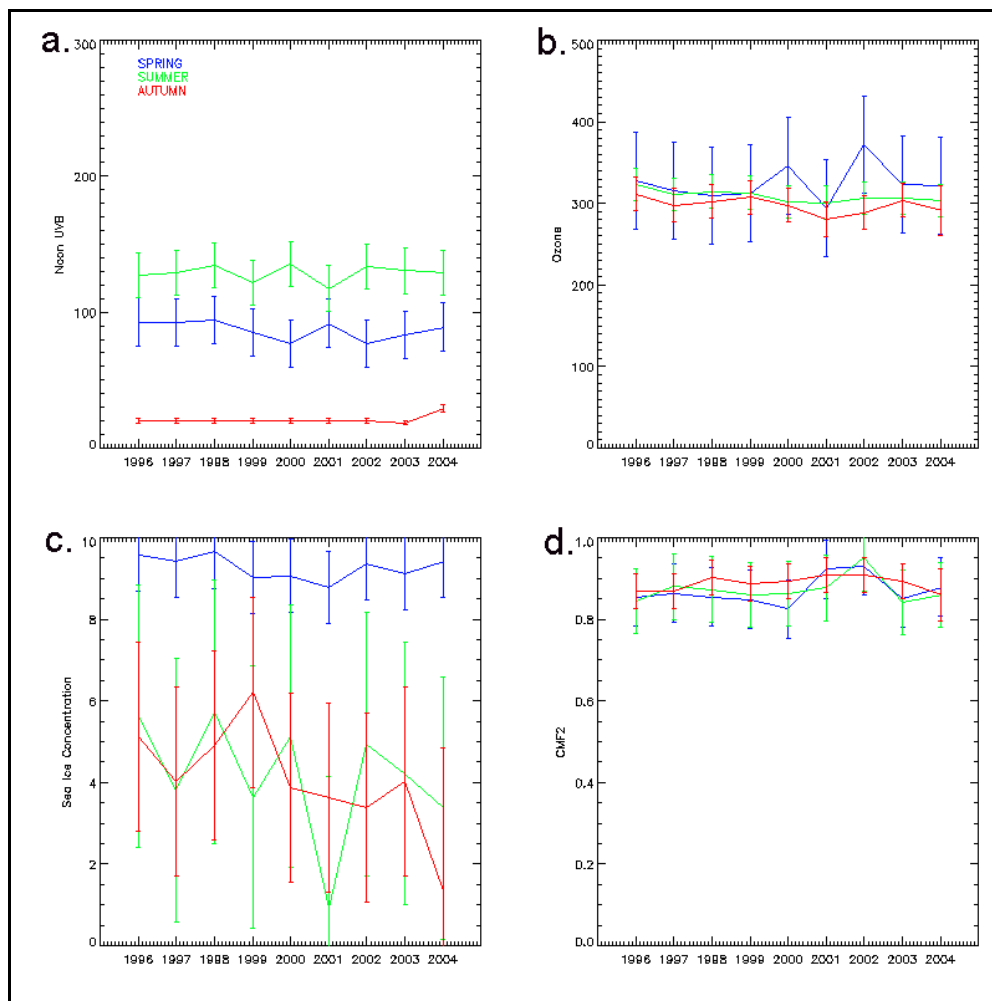 a.
300
200
100
0
Noon UVB
SPRING
SUMMER
AUTUMN
1996 1997 1998 1999 2000 2001 2002 2003 2004
b.
500
400
300
200
100
0
Ozone
1996 1997 1998 1999 2000 2001 2002 2003 2004
c.
10
8
6
4
2
0
Sea Ice Concentration
1996 1997 1998 1999 2000 2001 2002 2003 2004
d.
1.0
0.8
0.6
0.4
0.2
0.0
CMF2
1996 1997 1998 1999 2000 2001 2002 2003 2004